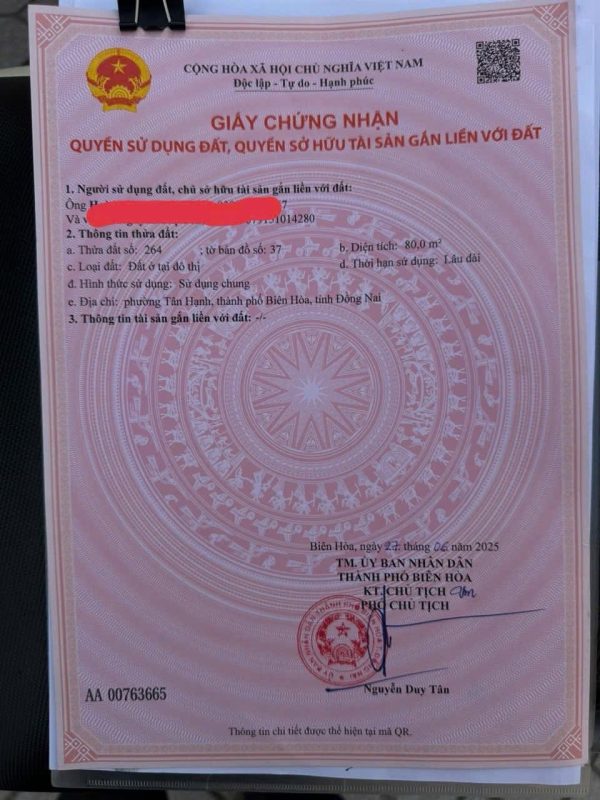 CỘNG HÒA XÃ HỘI CHỦ NGHĨA VIỆT NAM
Độc lập - Tự do - Hạnh phúc
GIẤY CHỨNG NHẬN
QUYỀN SỬ DỤNG ĐẤT, QUYỀN SỞ HỮU TÀI SẢN GẮN LIỀN VỚI ĐẤT
1. Người sử dụng đất, chủ sở hữu tài sản gắn liền với đất:
Ông
Và
2. Thông tin thửa đất:
a. Thửa đất số: 264 ; tờ bản đồ số: 37 b. Diện tích: 80,0 m²
c. Loại đất: Đất ở tại đô thị d. Thời hạn sử dụng: Lâu dài
đ. Hình thức sử dụng: Sử dụng chung
e. Địa chỉ: phường Tân Hạnh, thành phố Biên Hòa, tỉnh Đồng Nai
3. Thông tin tài sản gắn liền với đất: -/-
Biên Hòa, ngày 27 tháng 06 năm 2025
TM. ỦY BAN NHÂN DÂN
THÀNH PHỐ BIÊN HÒA
KT. CHỦ TỊCH
PHÓ CHỦ TỊCH
Nguyễn Duy Tân
AA 00763665
Thông tin chi tiết được thể hiện tại mã QR.